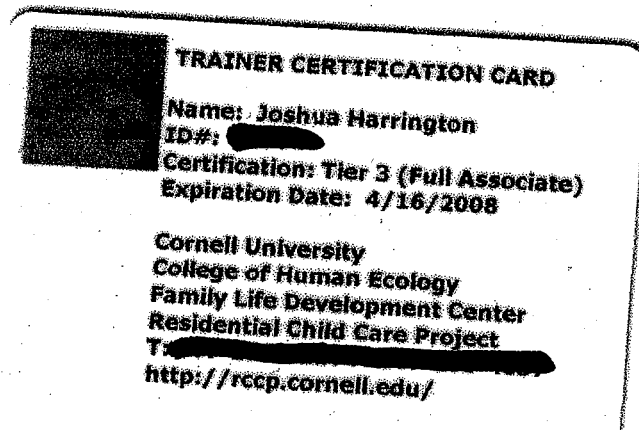 TRAINER CERTIFICATION CARD
Name: Joshua Harrington
ID#:
Certification: Tier 3 (Full Associate)
Expiration Date: 4/16/2008
Cornell University
College of Human Ecology
Family Life Development Center
Residential Child Care Project
T:
http://rccp.cornell.edu/